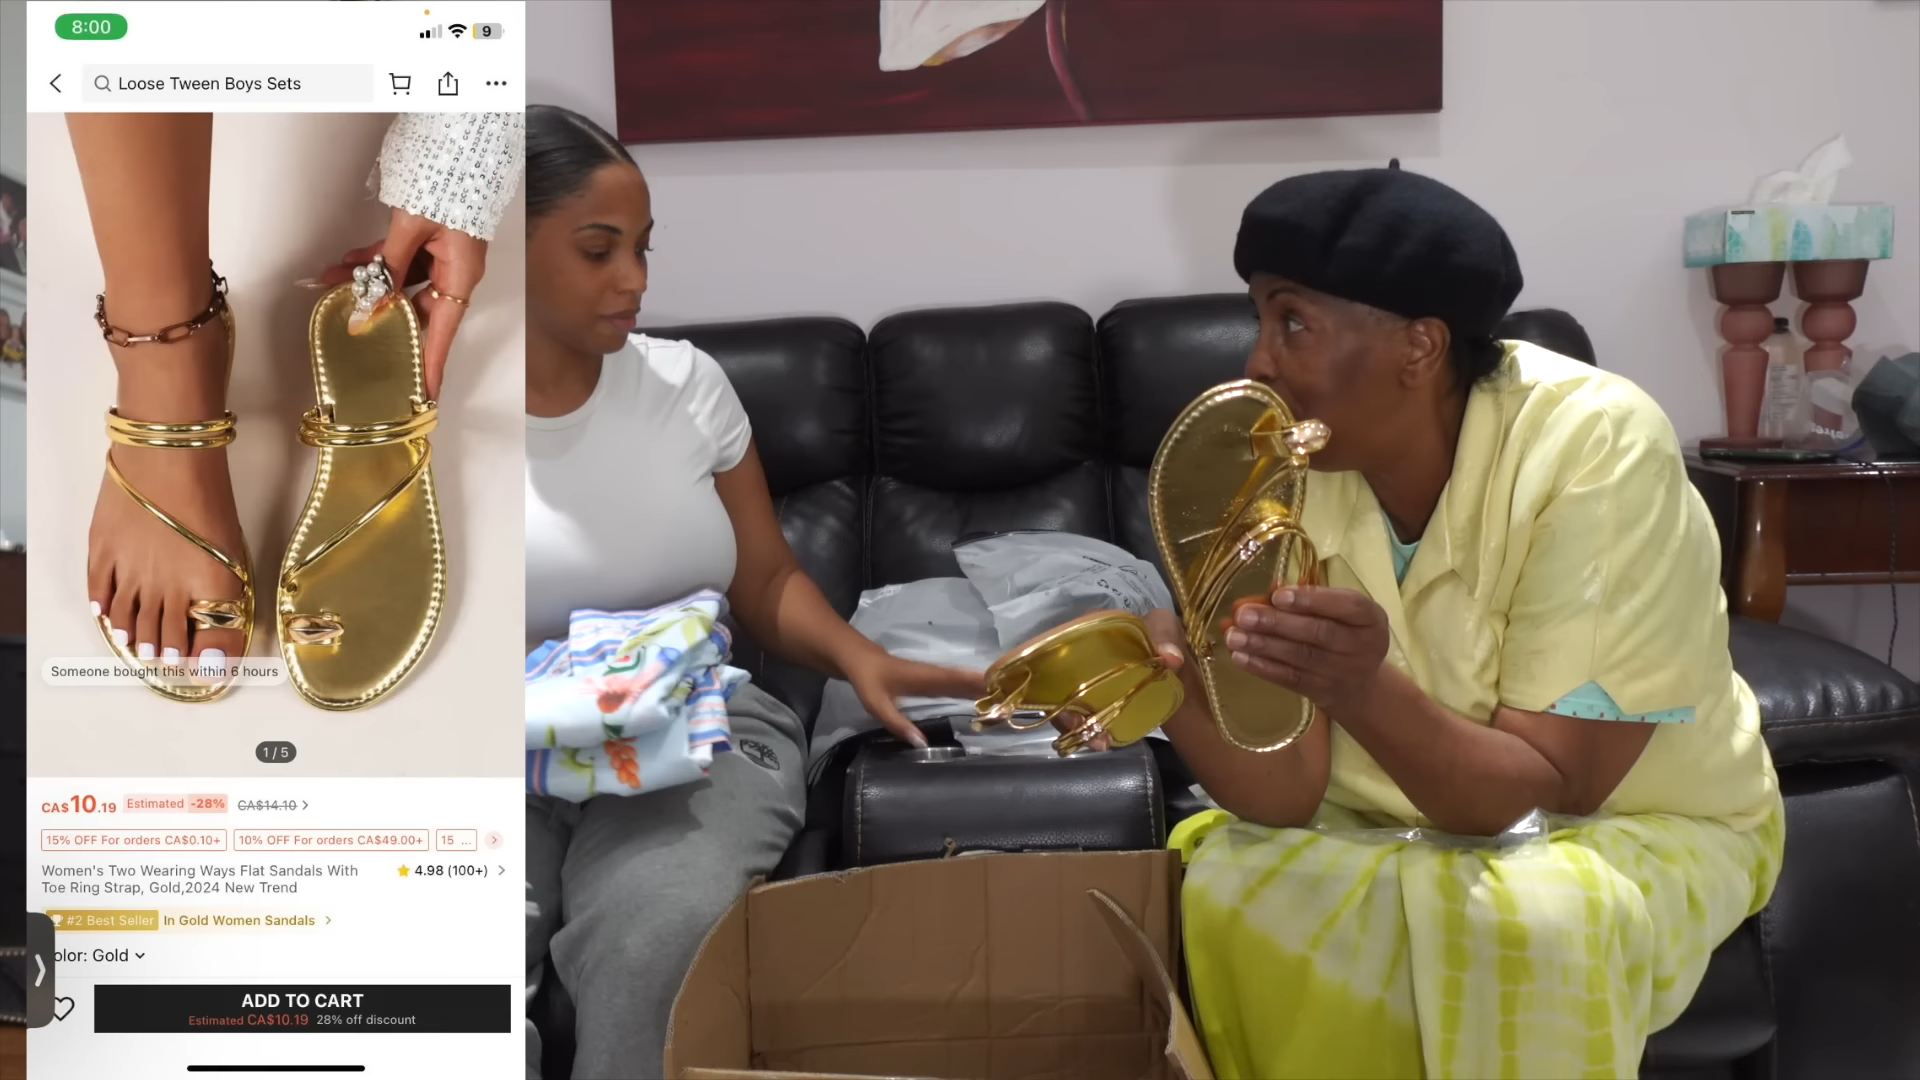 8:00
9
Loose Tween Boys Sets
Someone bought this within 6 hours
1 / 5
CA$10.19 Estimated -28% CA$14.10
15% OFF For orders CA$0.10+ 10% OFF For orders CA$49.00+ 15 ...
Women's Two Wearing Ways Flat Sandals With
Toe Ring Strap, Gold,2024 New Trend
4.98 (100+)
#2 Best Seller In Gold Women Sandals
olor: Gold
ADD TO CART
Estimated CA$10.19 28% off discount